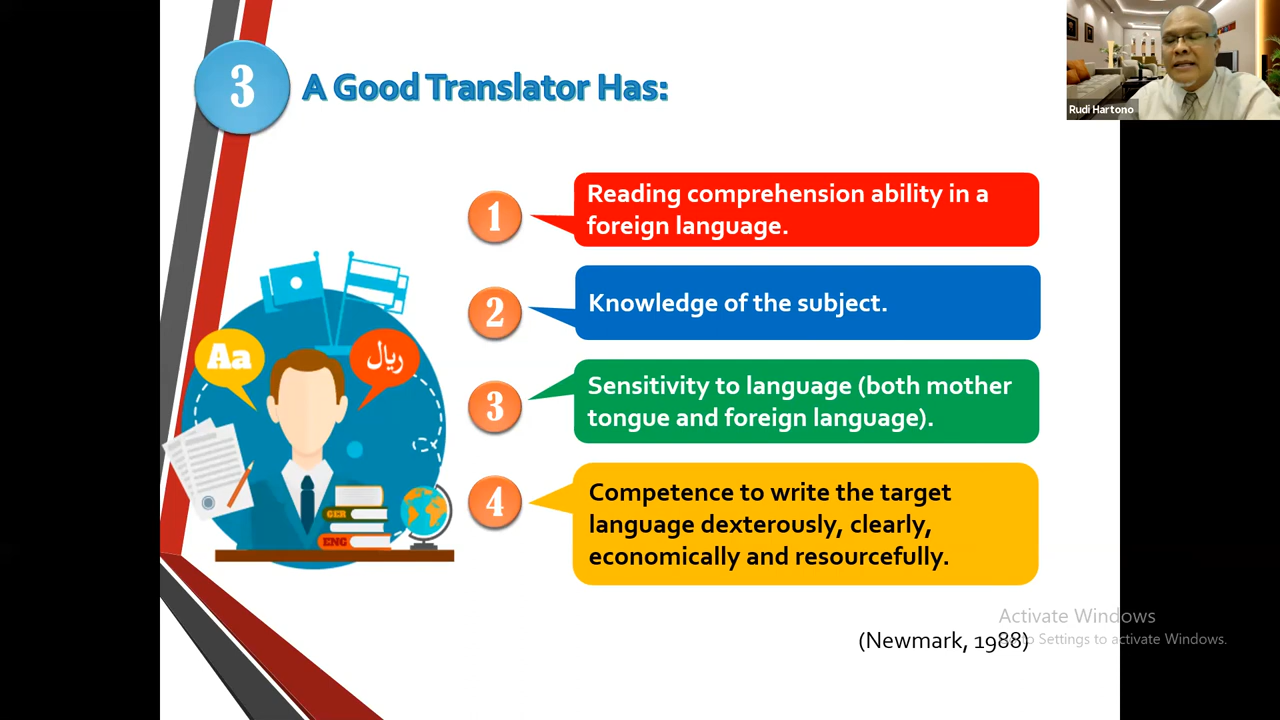 3
A Good Translator Has:
Rudi Hartono
1
Reading comprehension ability in a
foreign language.
2
Knowledge of the subject.
Aa
ريال
3
Sensitivity to language (both mother
tongue and foreign language).
4
Competence to write the target
language dexterously, clearly,
economically and resourcefully.
GER
ENG
Activate Windows
(Newmark, 1988)
to Settings to activate Windows.